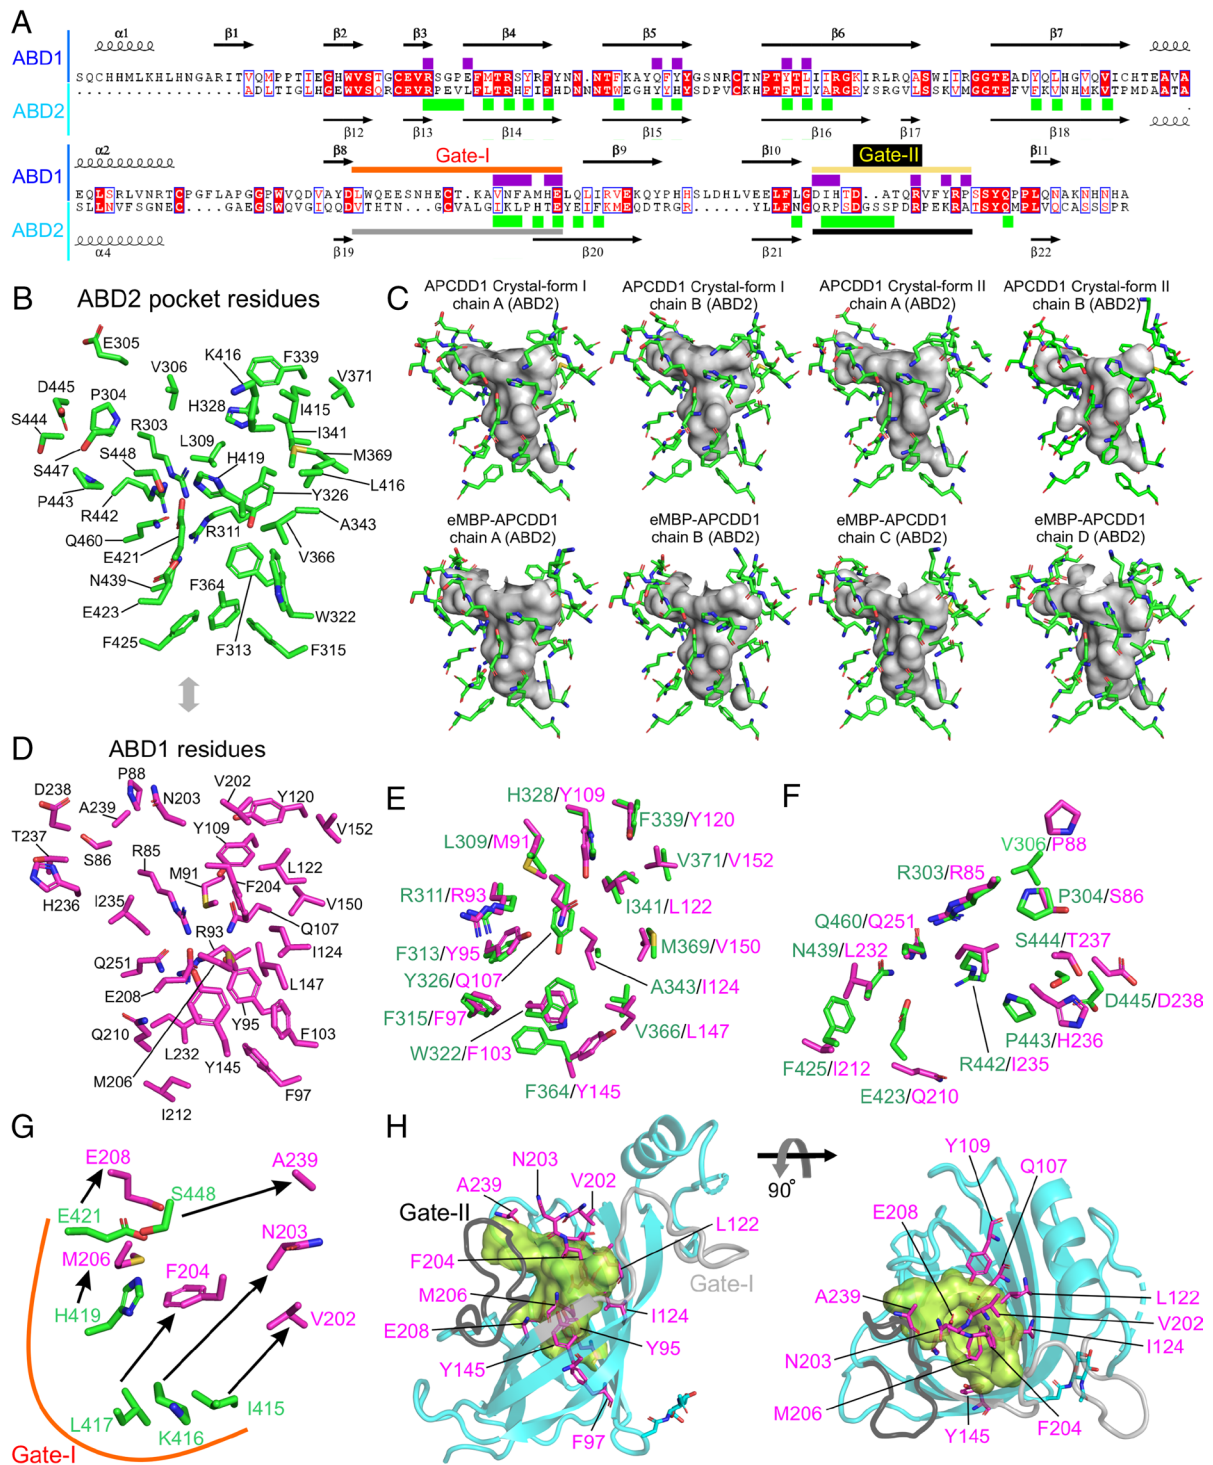 A
α1 β1 β2 β3 β4 β5 β6 β7
ABD1
SQCHHMLKHLHNGARITVQMPPTIEGHWVSTGCEVRSGPEFMTRSYRFYNN.NTFKAYQFYYGSNRCTNPTYTLIIRGKIRLRQASWIIRGGTEADYQLHGVQVICHTEAVA
ABD2
β12 β13 β14 β15 β16 β17 β18
α2 β8 Gate-I β9 β10 Gate-II β11
ABD1
EQLSRLVNRTCPGFLAPGGPWVQDVAYDLWQEESNHECT.KAVNFAMHELQLIRVEKQYPHHSLDHLVEELFLGDIHTD..ATQRVFYRPSSYQPPLQNAKNHNHA
ABD2
α4 β19 β20 β21 β22
B ABD2 pocket residues
E305
K416
F339
V306
V371
D445
P304
H328
S444
R303
I415
L309
I341
S447
S448
H419
M369
P443
L416
R442
Y326
Q460
R311
A343
E421
V366
N439
F364
E423
W322
F425
F313
F315
C
APCDD1 Crystal-form I
chain A (ABD2)
APCDD1 Crystal-form I
chain B (ABD2)
APCDD1 Crystal-form II
chain A (ABD2)
APCDD1 Crystal-form II
chain B (ABD2)
eMBP-APCDD1
chain A (ABD2)
eMBP-APCDD1
chain B (ABD2)
eMBP-APCDD1
chain C (ABD2)
eMBP-APCDD1
chain D (ABD2)
D ABD1 residues
P88
V202
D238
A239
N203
Y120
T237
Y109
V152
S86
R85
M91
L122
H236
I235
F204
V150
Q107
R93
Q251
I124
E208
L147
Q210
Y95
F103
L232
Y145
M206
F97
I212
E
H328/Y109
F339/Y120
L309/M91
V371/V152
R311/R93
I341/L122
F313/Y95
M369/V150
Y326/Q107
A343/I124
F315/F97
V366/L147
W322/F103
F364/Y145
F
V306/P88
R303/R85
P304/S86
Q460/Q251
N439/L232
S444/T237
D445/D238
P443/H236
F425/I212
R442/I235
E423/Q210
G
E208
A239
S448
E421
N203
M206
F204
H419
V202
L417
I415
K416
Gate-I
H
N203
A239
V202
Gate-II
L122
F204
Gate-I
M206
I124
E208
Y95
Y145
F97
90°
Y109
Q107
E208
A239
L122
V202
N203
I124
M206
F204
Y145